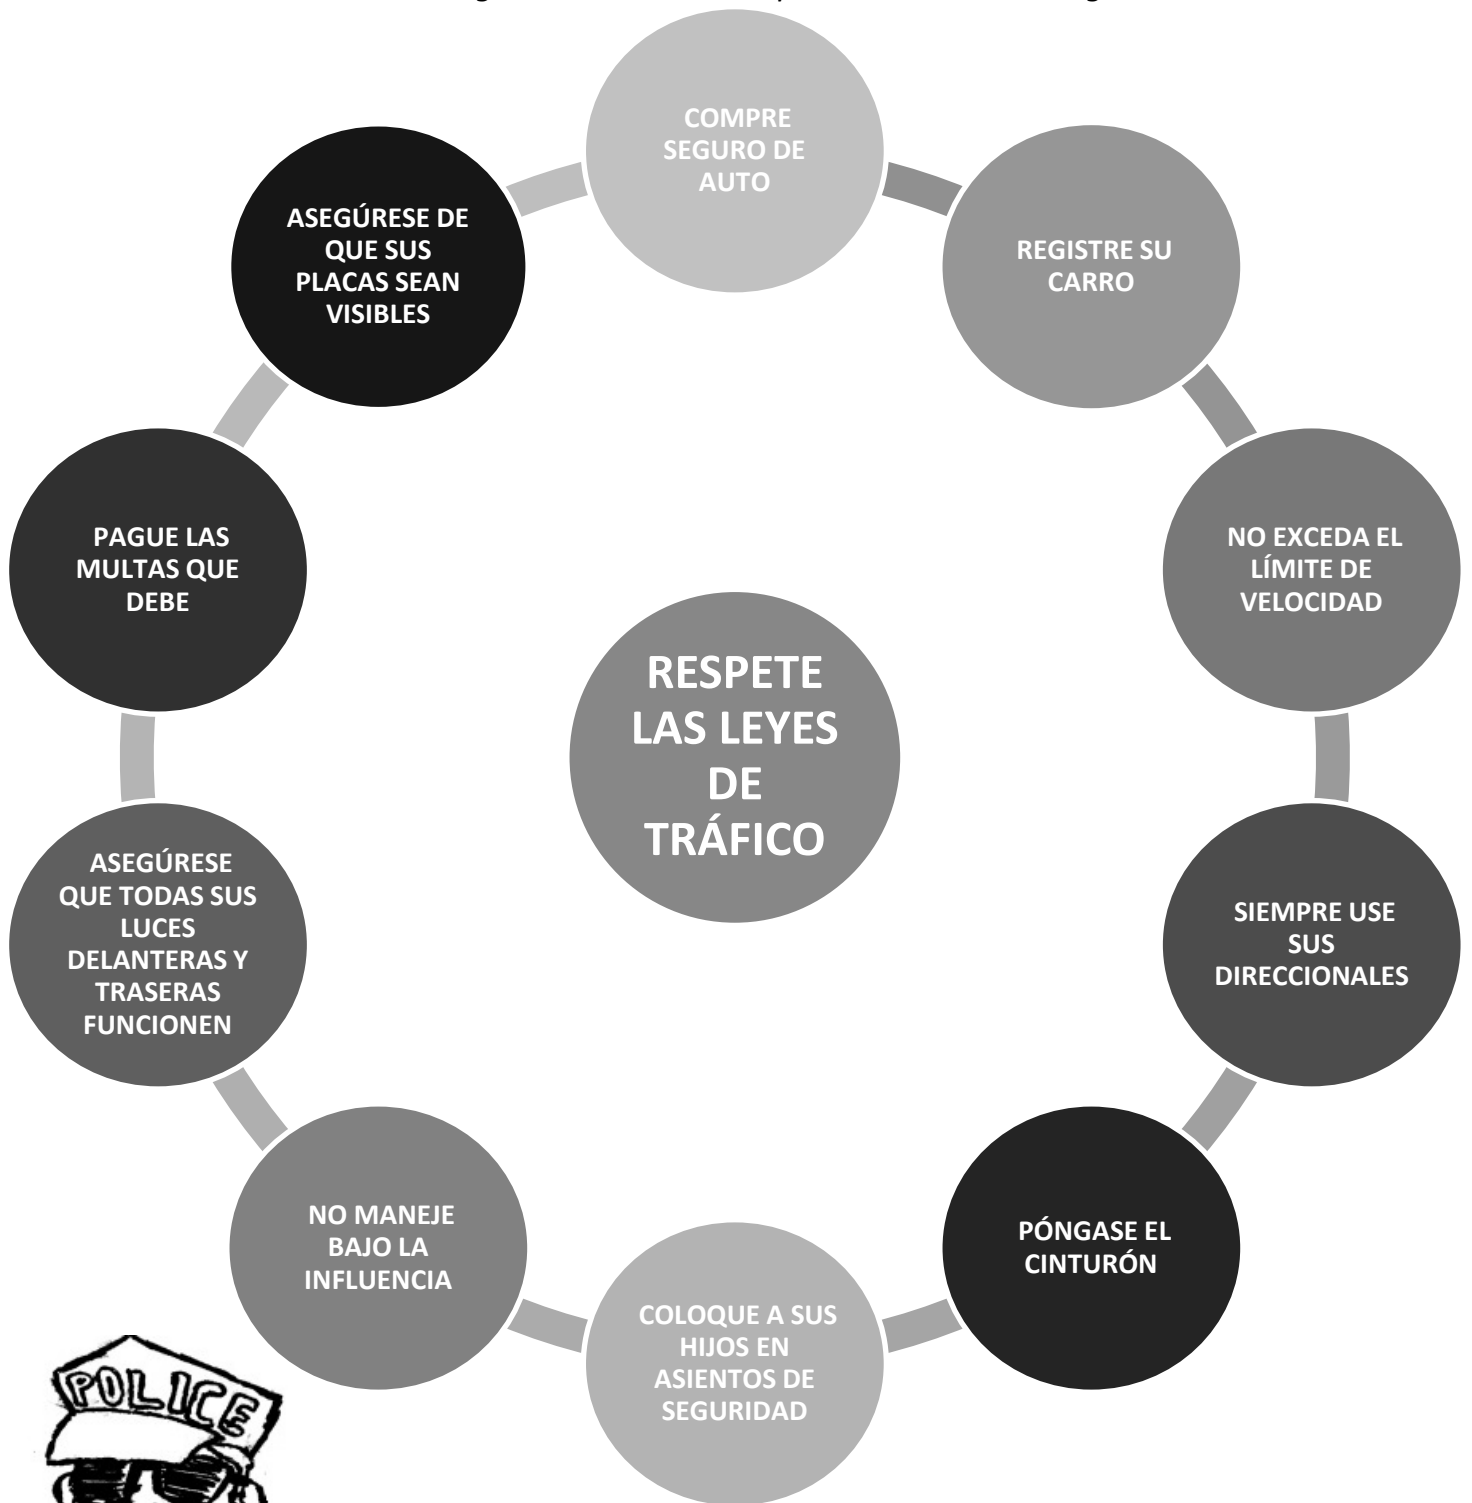 COMPRE
SEGURO DE
AUTO
REGISTRE SU
CARRO
NO EXCEDA EL
LÍMITE DE
VELOCIDAD
SIEMPRE USE
SUS
DIRECCIONALES
PÓNGASE EL
CINTURÓN
COLOQUE A SUS
HIJOS EN
ASIENTOS DE
SEGURIDAD
NO MANEJE
BAJO LA
INFLUENCIA
ASEGÚRESE
QUE TODAS SUS
LUCES
DELANTERAS Y
TRASERAS
FUNCIONEN
PAGUE LAS
MULTAS QUE
DEBE
ASEGÚRESE DE
QUE SUS
PLACAS SEAN
VISIBLES
RESPETE
LAS LEYES
DE
TRÁFICO
POLICE